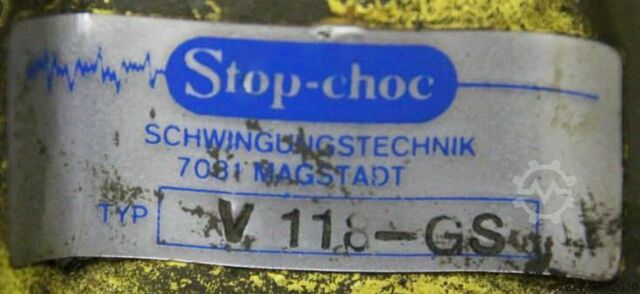 Stop-choc
SCHWINGUNGSTECHNIK
7031 MAGSTADT
TYP V 118-GS